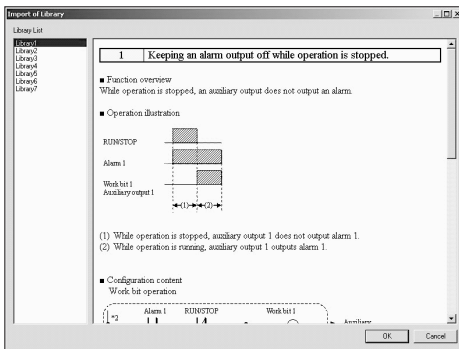 Import of Library
Library List
Library1
Library2
Library3
Library4
Library5
Library6
Library7
1 Keeping an alarm output off while operation is stopped.
■ Function overview
While operation is stopped, an auxiliary output does not output an alarm.
■ Operation illustration
RUN/STOP
Alarm 1
Work bit 1
Auxiliary output 1
(1) (2)
(1) While operation is stopped, auxiliary output 1 does not output alarm 1.
(2) While operation is running, auxiliary output 1 outputs alarm 1.
■ Configuration content
Work bit operation
Alarm 1 RUN/STOP Work bit 1
*2
Auxiliary
OK Cancel